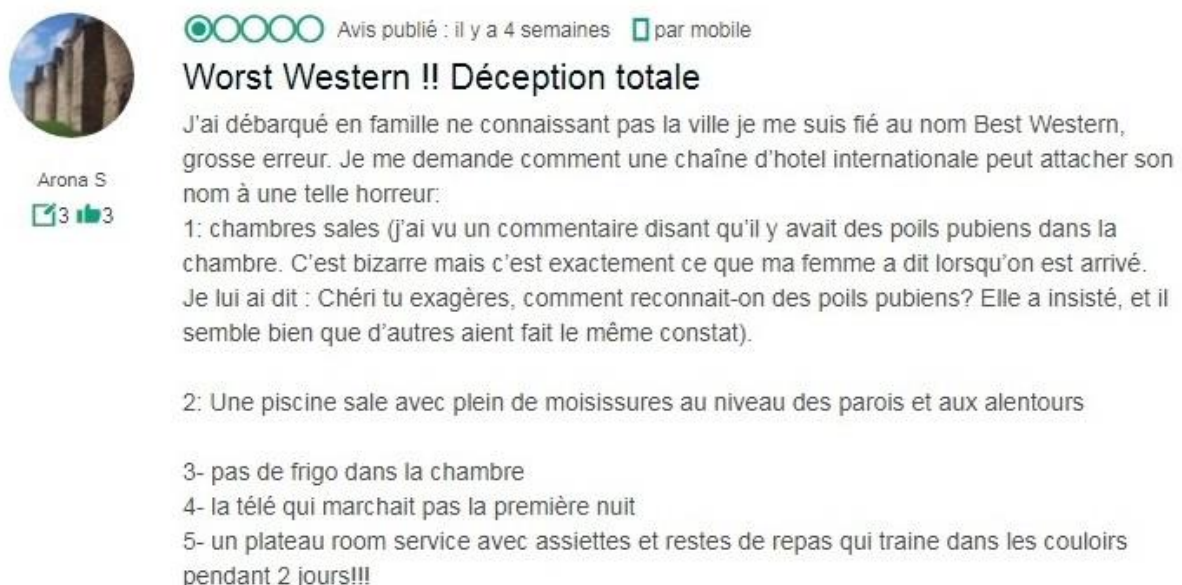 Avis publié : il y a 4 semaines par mobile
Worst Western !! Déception totale
J'ai débarqué en famille ne connaissant pas la ville je me suis fié au nom Best Western,
grosse erreur. Je me demande comment une chaîne d'hotel internationale peut attacher son
nom à une telle horreur:
1: chambres sales (j'ai vu un commentaire disant qu'il y avait des poils pubiens dans la
chambre. C'est bizarre mais c'est exactement ce que ma femme a dit lorsqu'on est arrivé.
Je lui ai dit : Chéri tu exagères, comment reconnait-on des poils pubiens? Elle a insisté, et il
semble bien que d'autres aient fait le même constat).
2: Une piscine sale avec plein de moisissures au niveau des parois et aux alentours
3- pas de frigo dans la chambre
4- la télé qui marchait pas la première nuit
5- un plateau room service avec assiettes et restes de repas qui traine dans les couloirs
pendant 2 jours!!!
Arona S
3 3